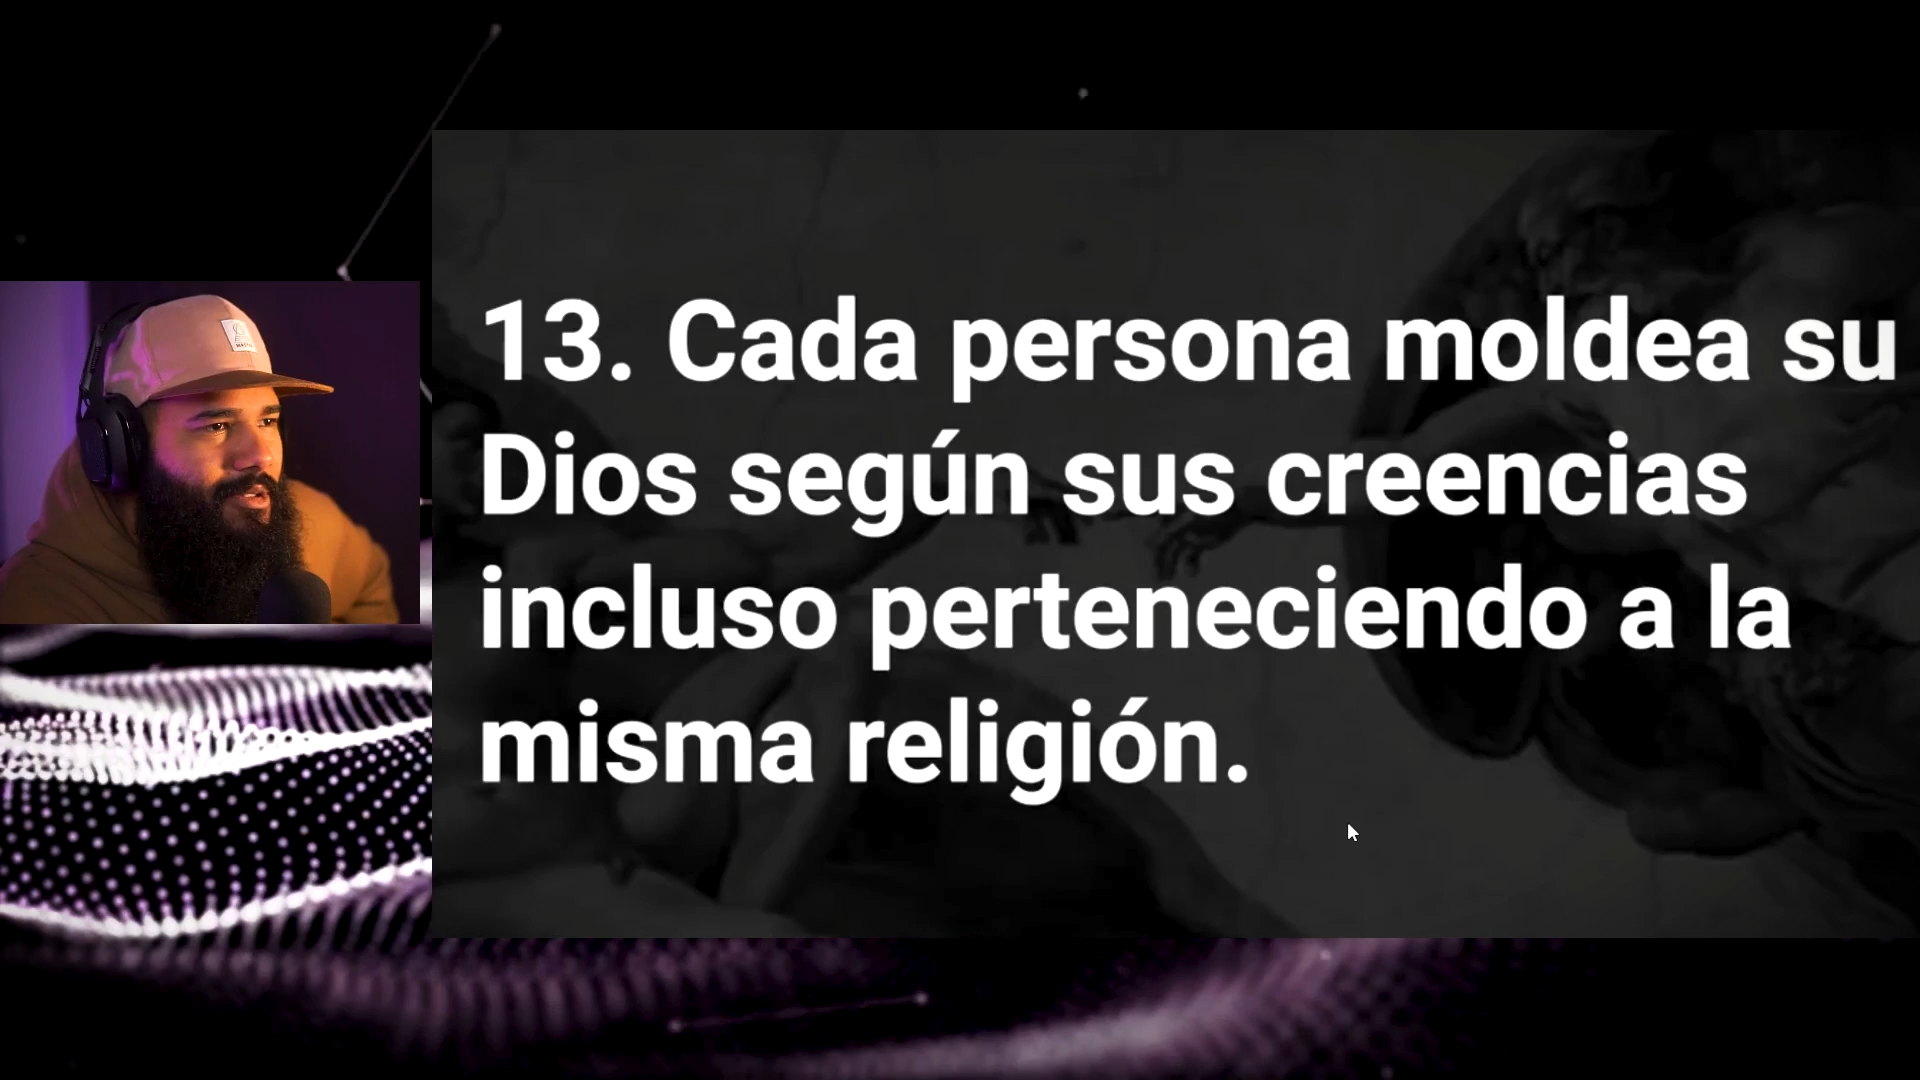 13. Cada persona moldea su
Dios según sus creencias
incluso perteneciendo a la
misma religión.